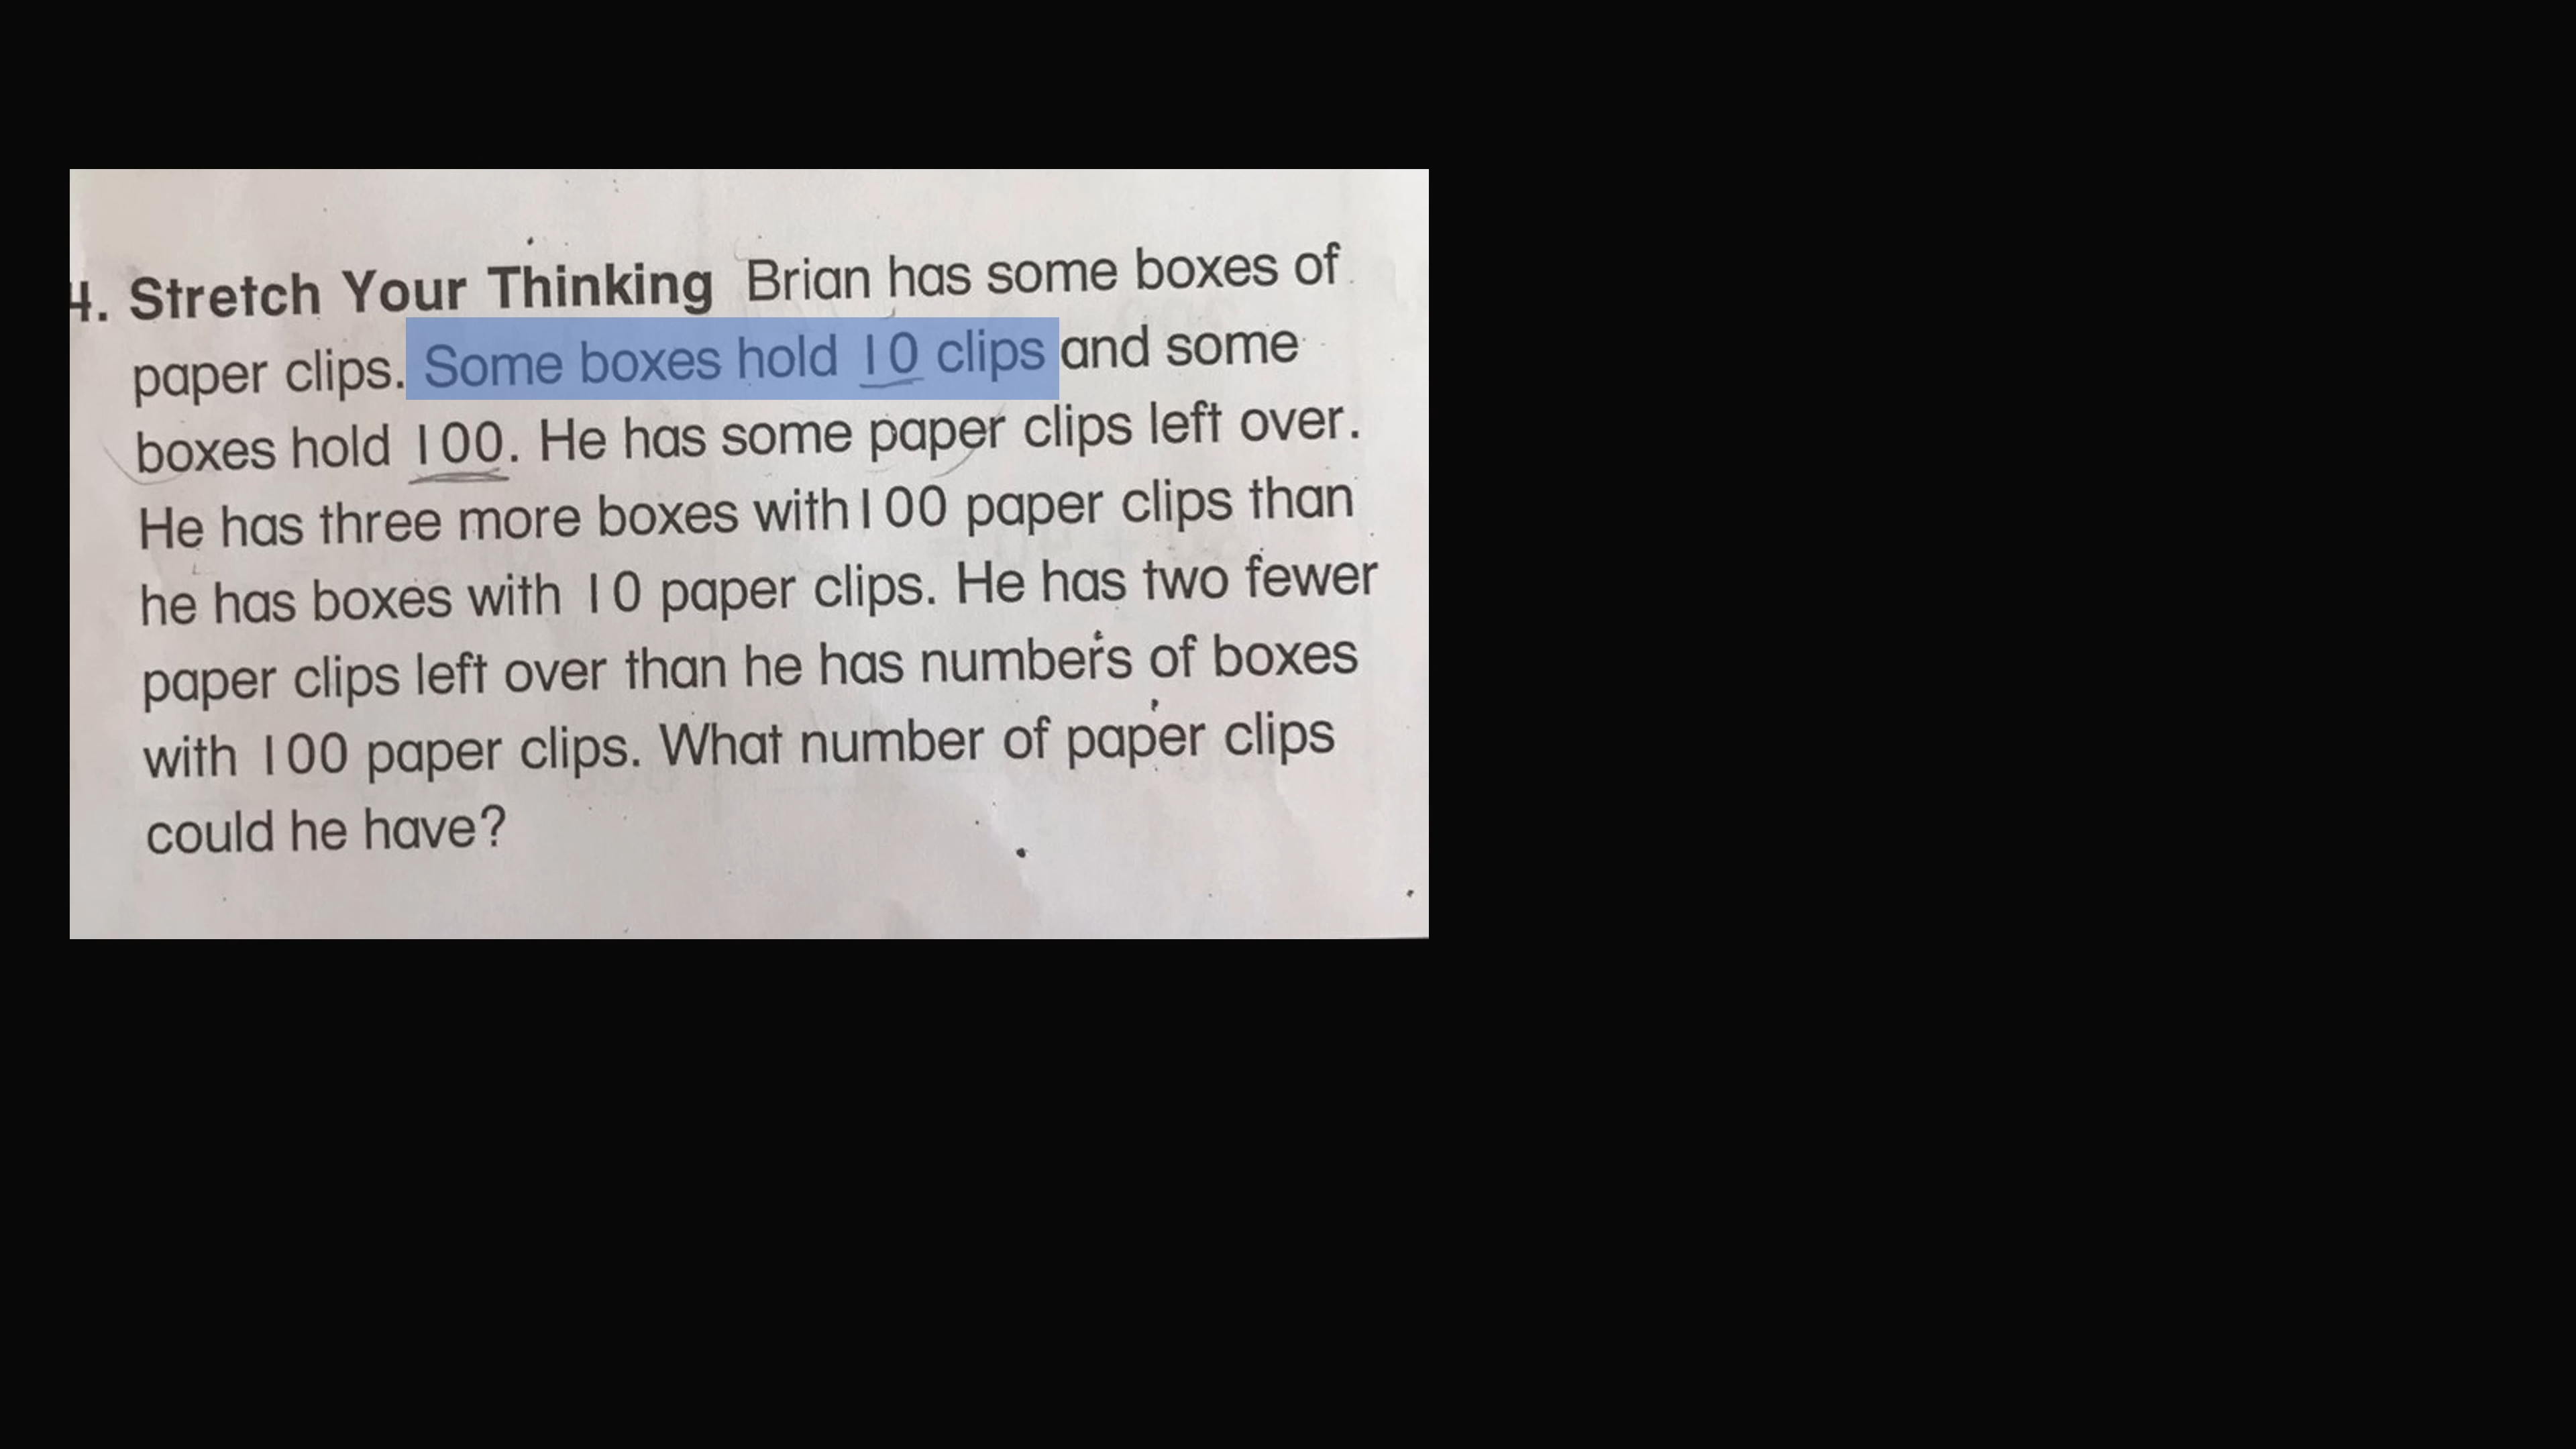 4. Stretch Your Thinking Brian has some boxes of
paper clips. Some boxes hold 10 clips and some
boxes hold 100. He has some paper clips left over.
He has three more boxes with 100 paper clips than
he has boxes with 10 paper clips. He has two fewer
paper clips left over than he has numbers of boxes
with 100 paper clips. What number of paper clips
could he have?